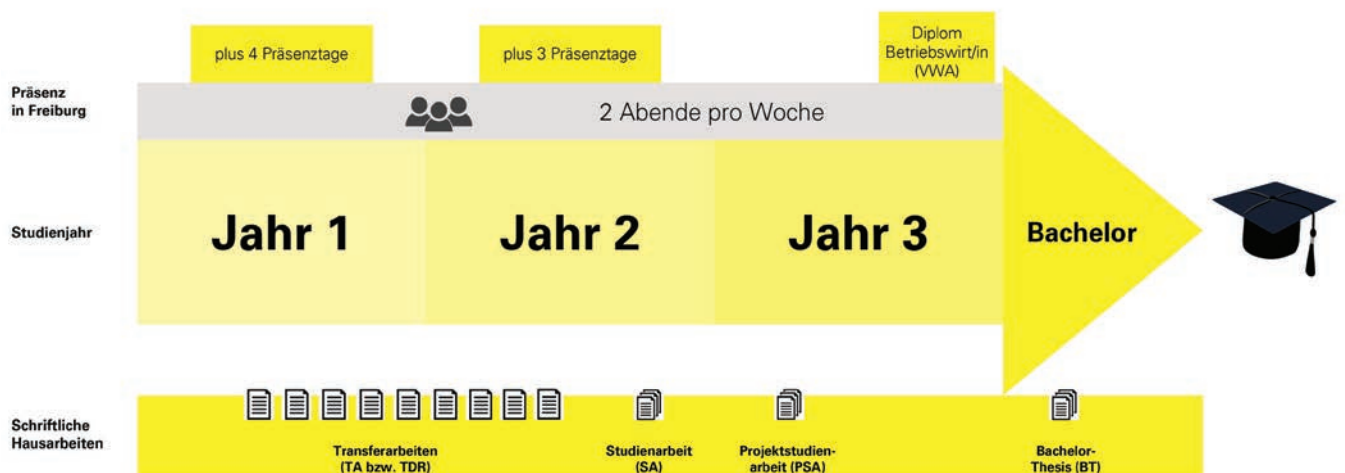 plus 4 Präsenztage
plus 3 Präsenztage
Diplom
Betriebswirt/in
(VWA)
Präsenz
in Freiburg
2 Abende pro Woche
Studienjahr
Jahr 1
Jahr 2
Jahr 3
Bachelor
Schriftliche
Hausarbeiten
Transferarbeiten
(TA bzw. TDR)
Studienarbeit
(SA)
Projektstudien-
arbeit (PSA)
Bachelor-
Thesis (BT)